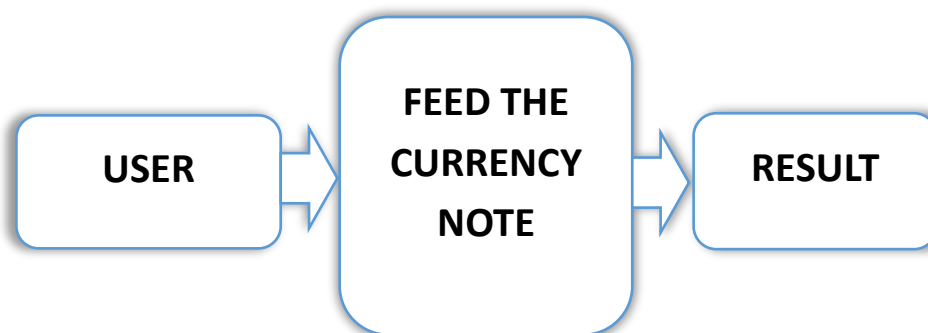 USER
FEED THE
CURRENCY
NOTE
RESULT